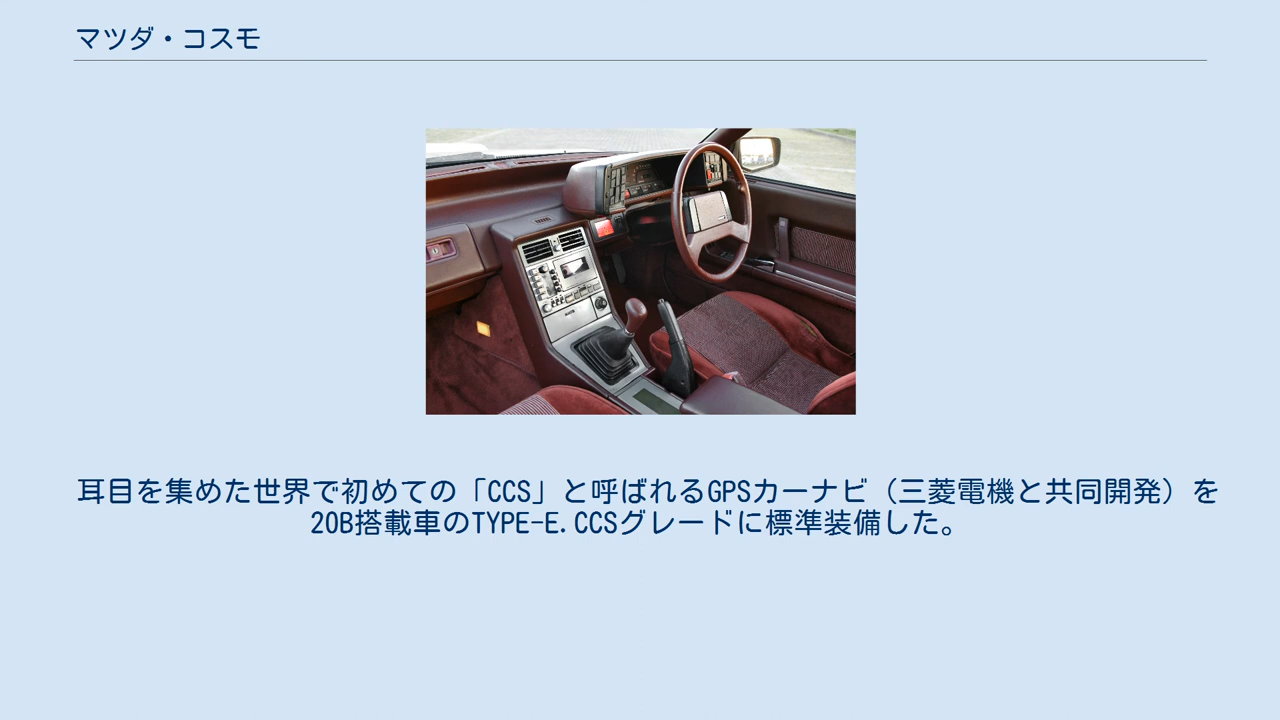 マツダ・コスモ
耳目を集めた世界で初めての「CCS」と呼ばれるGPSカーナビ（三菱電機と共同開発）を
20B搭載車のTYPE-E.CCSグレードに標準装備した。